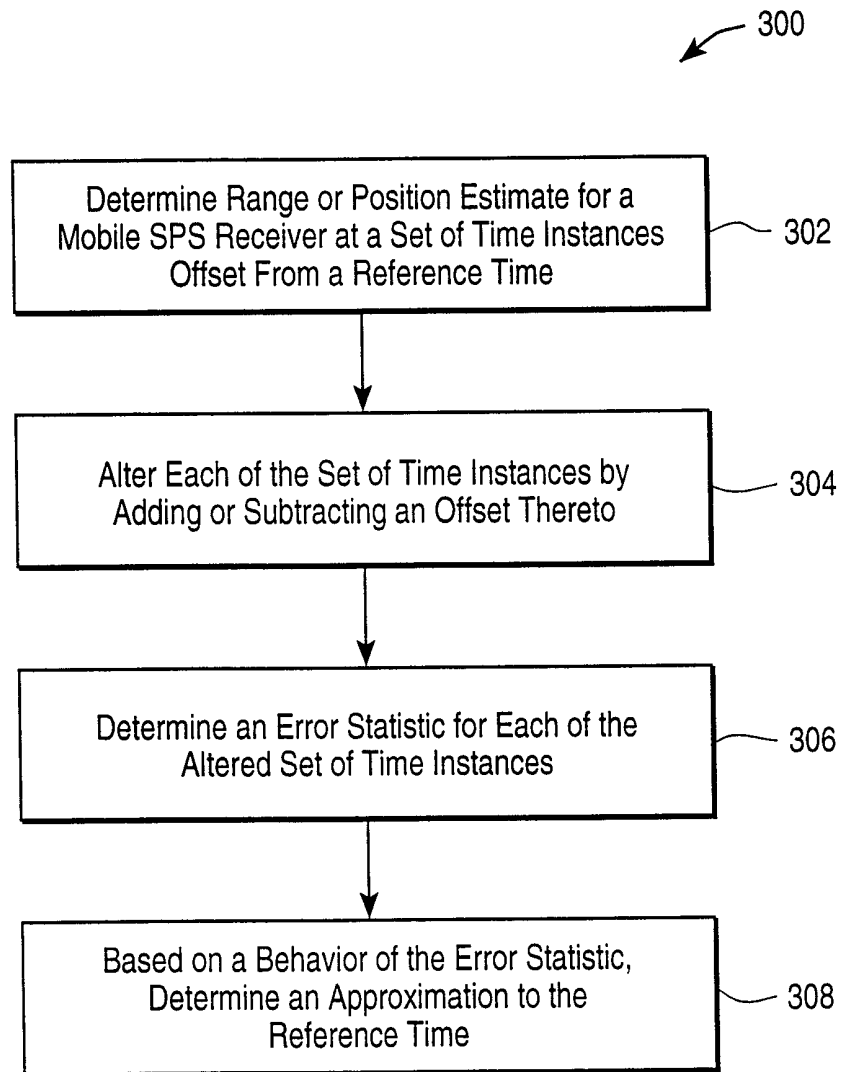 300
Determine Range or Position Estimate for a
Mobile SPS Receiver at a Set of Time Instances
Offset From a Reference Time
302
Alter Each of the Set of Time Instances by
Adding or Subtracting an Offset Thereto
304
Determine an Error Statistic for Each of the
Altered Set of Time Instances
306
Based on a Behavior of the Error Statistic,
Determine an Approximation to the
Reference Time
308